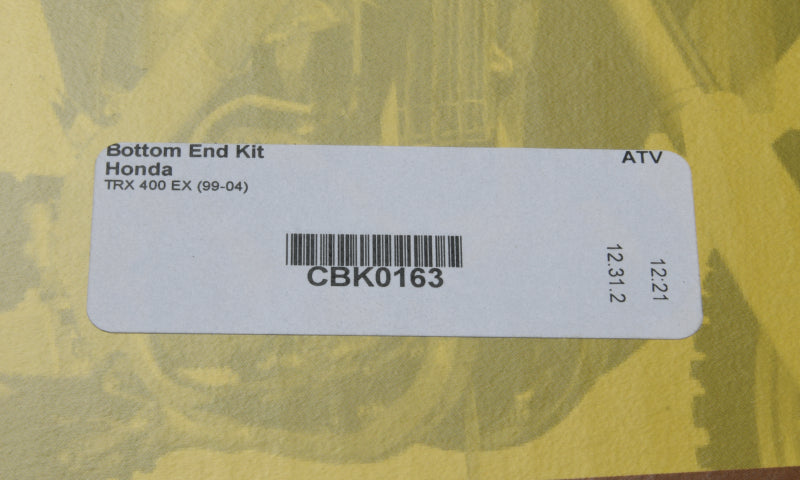 Bottom End Kit
ATV
Honda
TRX 400 EX (99-04)
CBK0163
12.31.2
12:21